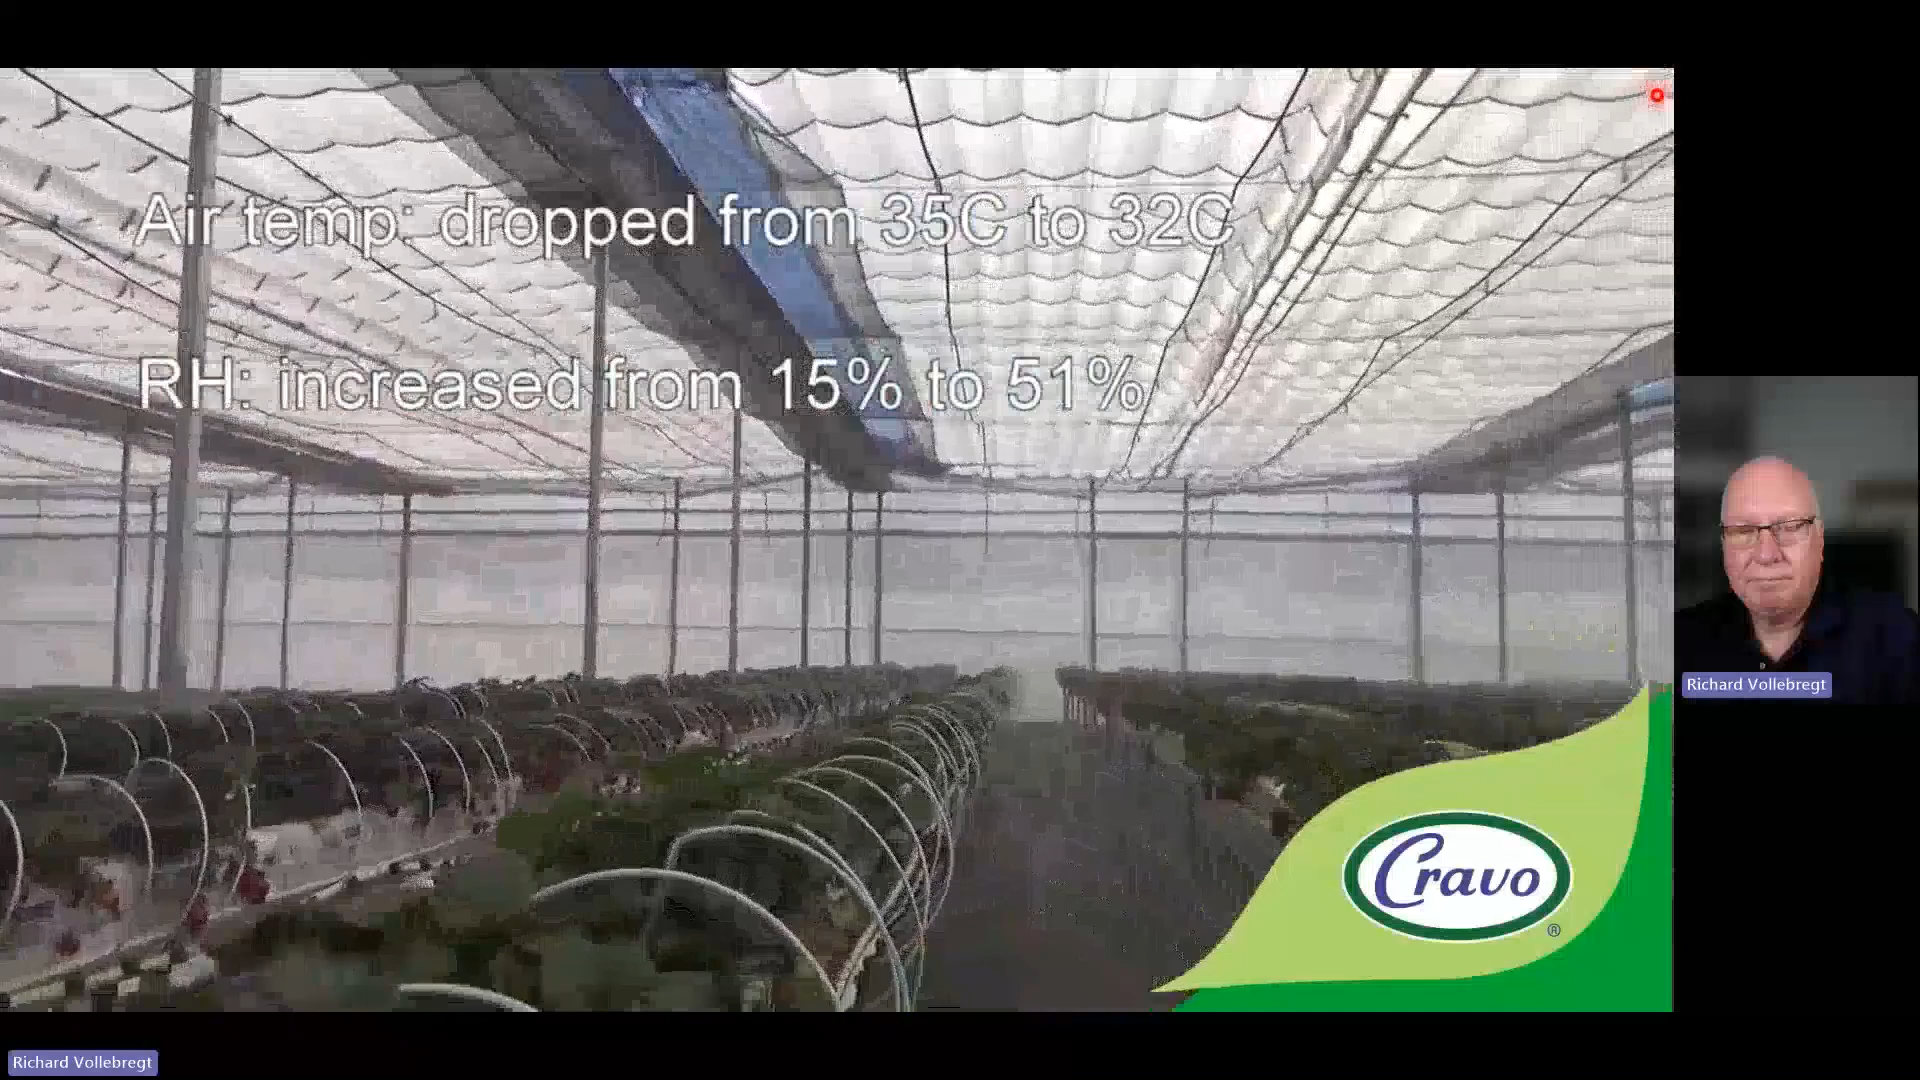 Air temp: dropped from 35C to 32C
RH: increased from 15% to 51%
Cravo
®
Richard Vollebregt
Richard Vollebregt